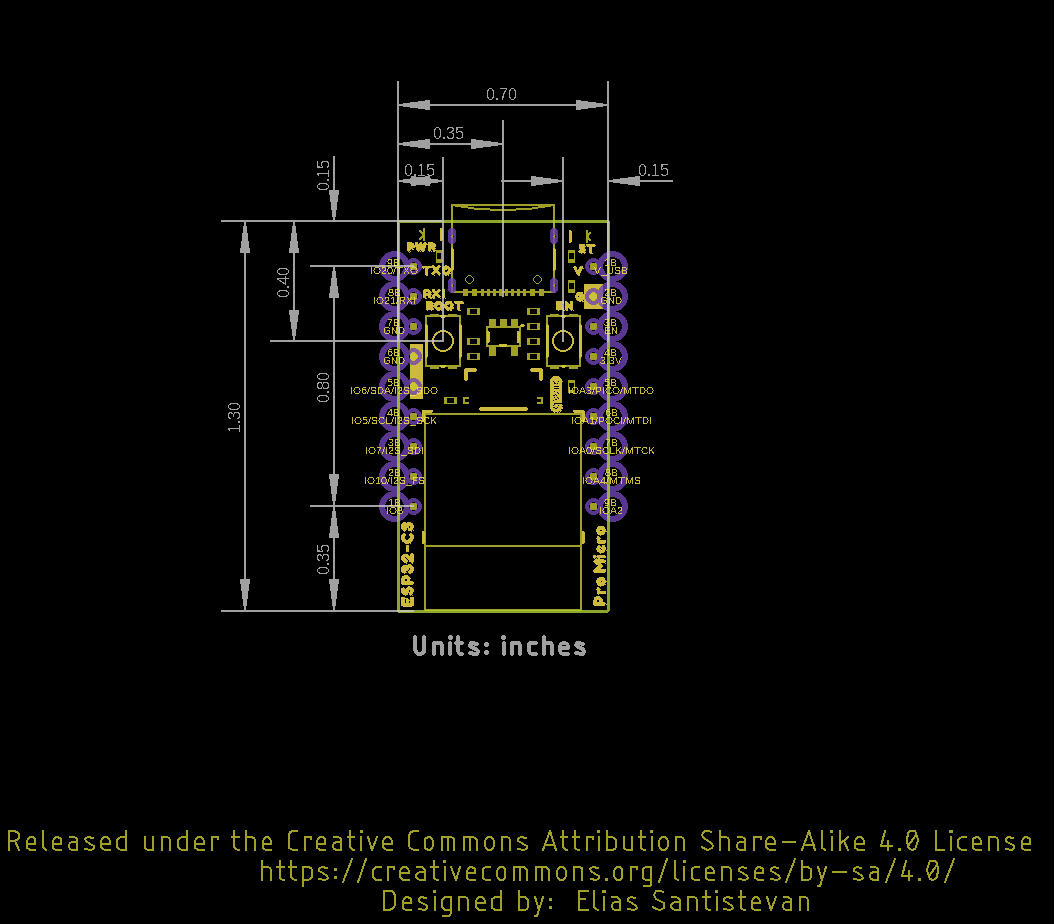 0.70
0.35
0.15
0.15
0.15
PWR
ST
9B
IO20/TXO
TXO
V
1B
V_USB
0.40
8B
IO21/RXI
RXI
G
2B
GND
BOOT
EN
7B
GND
3B
EN
6B
GND
4B
3.3V
0.80
5B
IO6/SDA/I2S_SDO
5B
IOA3/PICO/MTDO
1.30
4B
IO5/SCL/I2S_SCK
6B
IOA1/POCI/MTDI
3B
IO7/I2S_SDI
7B
IOA0/SCLK/MTCK
2B
IO10/I2S_FS
8B
IOA4/MTMS
1B
IO8
9B
IOA2
0.35
ESP32-C3
Pro Micro
Units: inches
Released under the Creative Commons Attribution Share-Alike 4.0 License
https://creativecommons.org/licenses/by-sa/4.0/
Designed by: Elias Santistevan